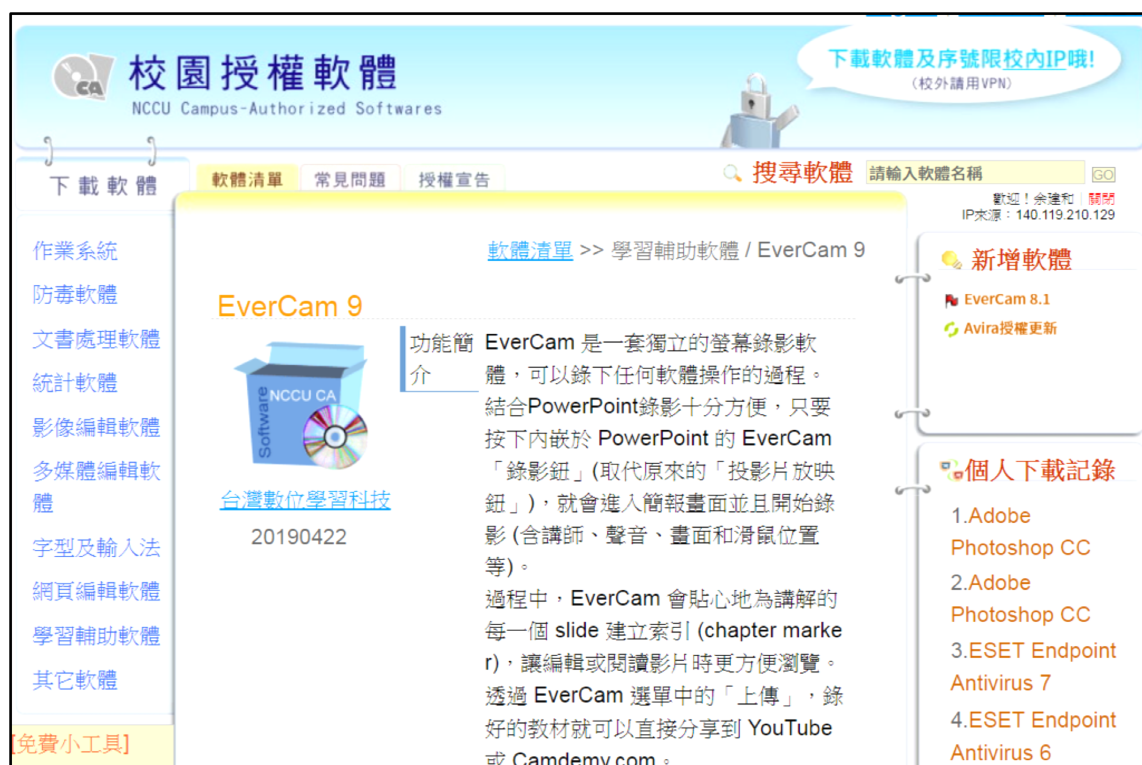 校園授權軟體
NCCU Campus-Authorized Softwares
下載軟體及序號限校內IP哦!
(校外請用VPN)
下載軟體
軟體清單
常見問題
授權宣告
搜尋軟體
請輸入軟體名稱
GO
歡迎！余建和 | 關閉
IP來源：140.119.210.129
作業系統
防毒軟體
文書處理軟體
統計軟體
影像編輯軟體
多媒體編輯軟
體
字型及輸入法
網頁編輯軟體
學習輔助軟體
其它軟體
[免費小工具]
軟體清單 >> 學習輔助軟體 / EverCam 9
EverCam 9
Software
NCCU CA
台灣數位學習科技
20190422
功能簡
介
EverCam 是一套獨立的螢幕錄影軟
體，可以錄下任何軟體操作的過程。
結合PowerPoint錄影十分方便，只要
按下內嵌於 PowerPoint 的 EverCam
「錄影鈕」(取代原來的「投影片放映
鈕」)，就會進入簡報畫面並且開始錄
影 (含講師、聲音、畫面和滑鼠位置
等)。
過程中，EverCam 會貼心地為講解的
每一個 slide 建立索引 (chapter marke
r)，讓編輯或閱讀影片時更方便瀏覽。
透過 EverCam 選單中的「上傳」，錄
好的教材就可以直接分享到 YouTube
或 Camdemy.com。
新增軟體
EverCam 8.1
Avira授權更新
個人下載記錄
1.Adobe
Photoshop CC
2.Adobe
Photoshop CC
3.ESET Endpoint
Antivirus 7
4.ESET Endpoint
Antivirus 6